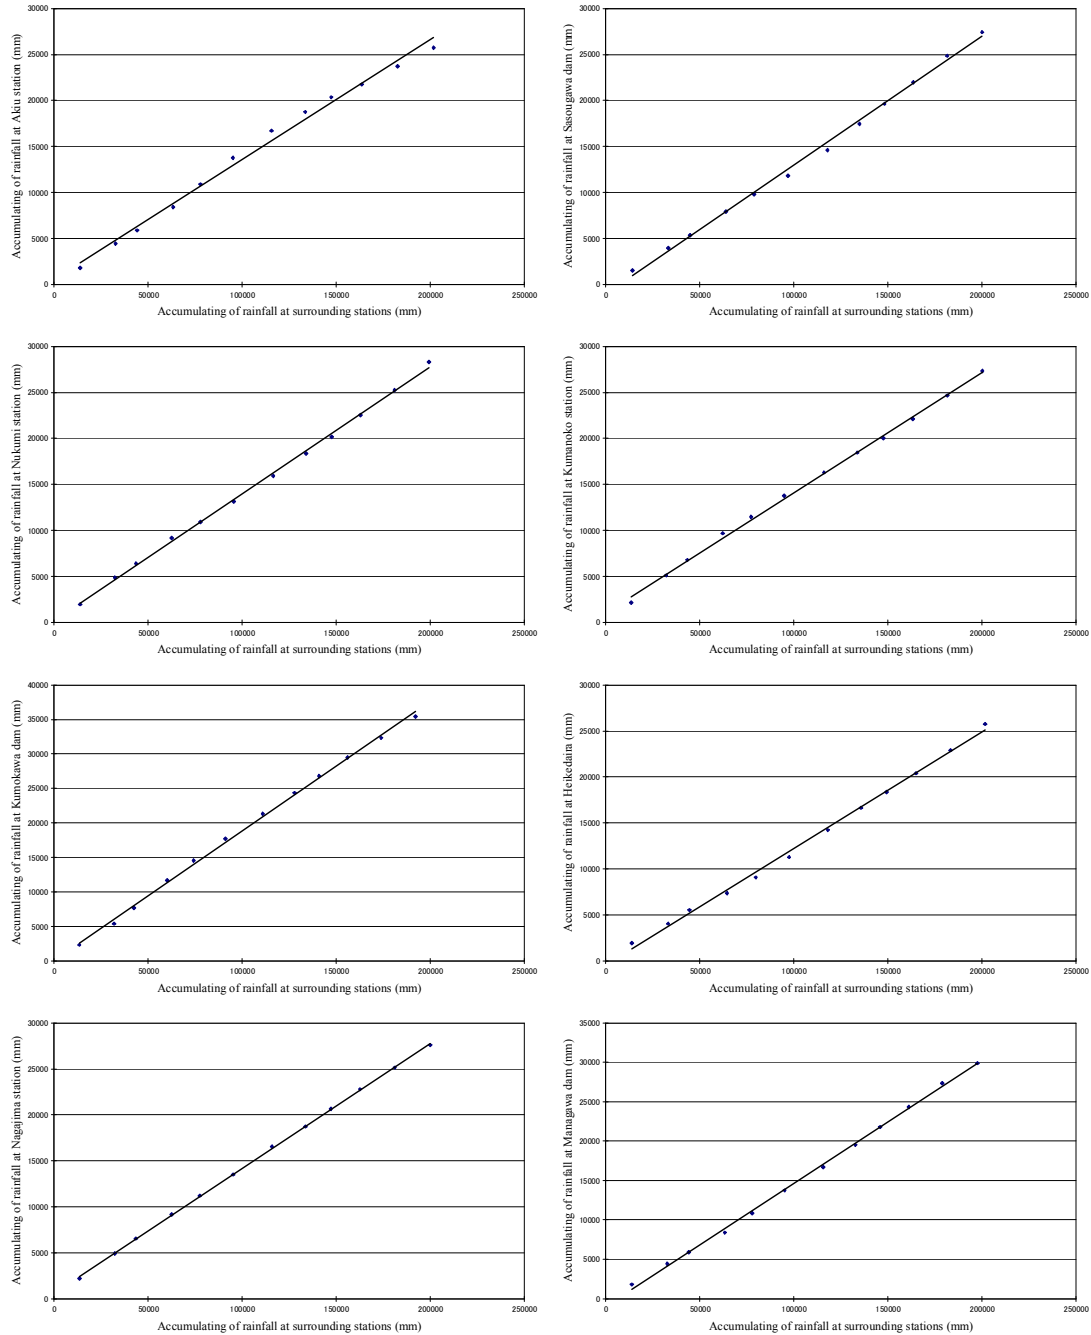 30000
25000
20000
15000
10000
5000
0
Accumulating of rainfall at Akiu station (mm)
0 50000 100000 150000 200000 250000
Accumulating of rainfall at surrounding stations (mm)
30000
25000
20000
15000
10000
5000
0
Accumulating of rainfall at Sasougawa dam (mm)
0 50000 100000 150000 200000 250000
Accumulating of rainfall at surrounding stations (mm)
30000
25000
20000
15000
10000
5000
0
Accumulating of rainfall at Nukumi station (mm)
0 50000 100000 150000 200000 250000
Accumulating of rainfall at surrounding stations (mm)
30000
25000
20000
15000
10000
5000
0
Accumulating of rainfall at Kumanoko station (mm)
0 50000 100000 150000 200000 250000
Accumulating of rainfall at surrounding stations (mm)
40000
35000
30000
25000
20000
15000
10000
5000
0
Accumulating of rainfall at Kumokawa dam (mm)
0 50000 100000 150000 200000 250000
Accumulating of rainfall at surrounding stations (mm)
30000
25000
20000
15000
10000
5000
0
Accumulating of rainfall at Heikedaira (mm)
0 50000 100000 150000 200000 250000
Accumulating of rainfall at surrounding stations (mm)
30000
25000
20000
15000
10000
5000
0
Accumulating of rainfall at Nagajima station (mm)
0 50000 100000 150000 200000 250000
Accumulating of rainfall at surrounding stations (mm)
35000
30000
25000
20000
15000
10000
5000
0
Accumulating of rainfall at Managawa dam (mm)
0 50000 100000 150000 200000 250000
Accumulating of rainfall at surrounding stations (mm)